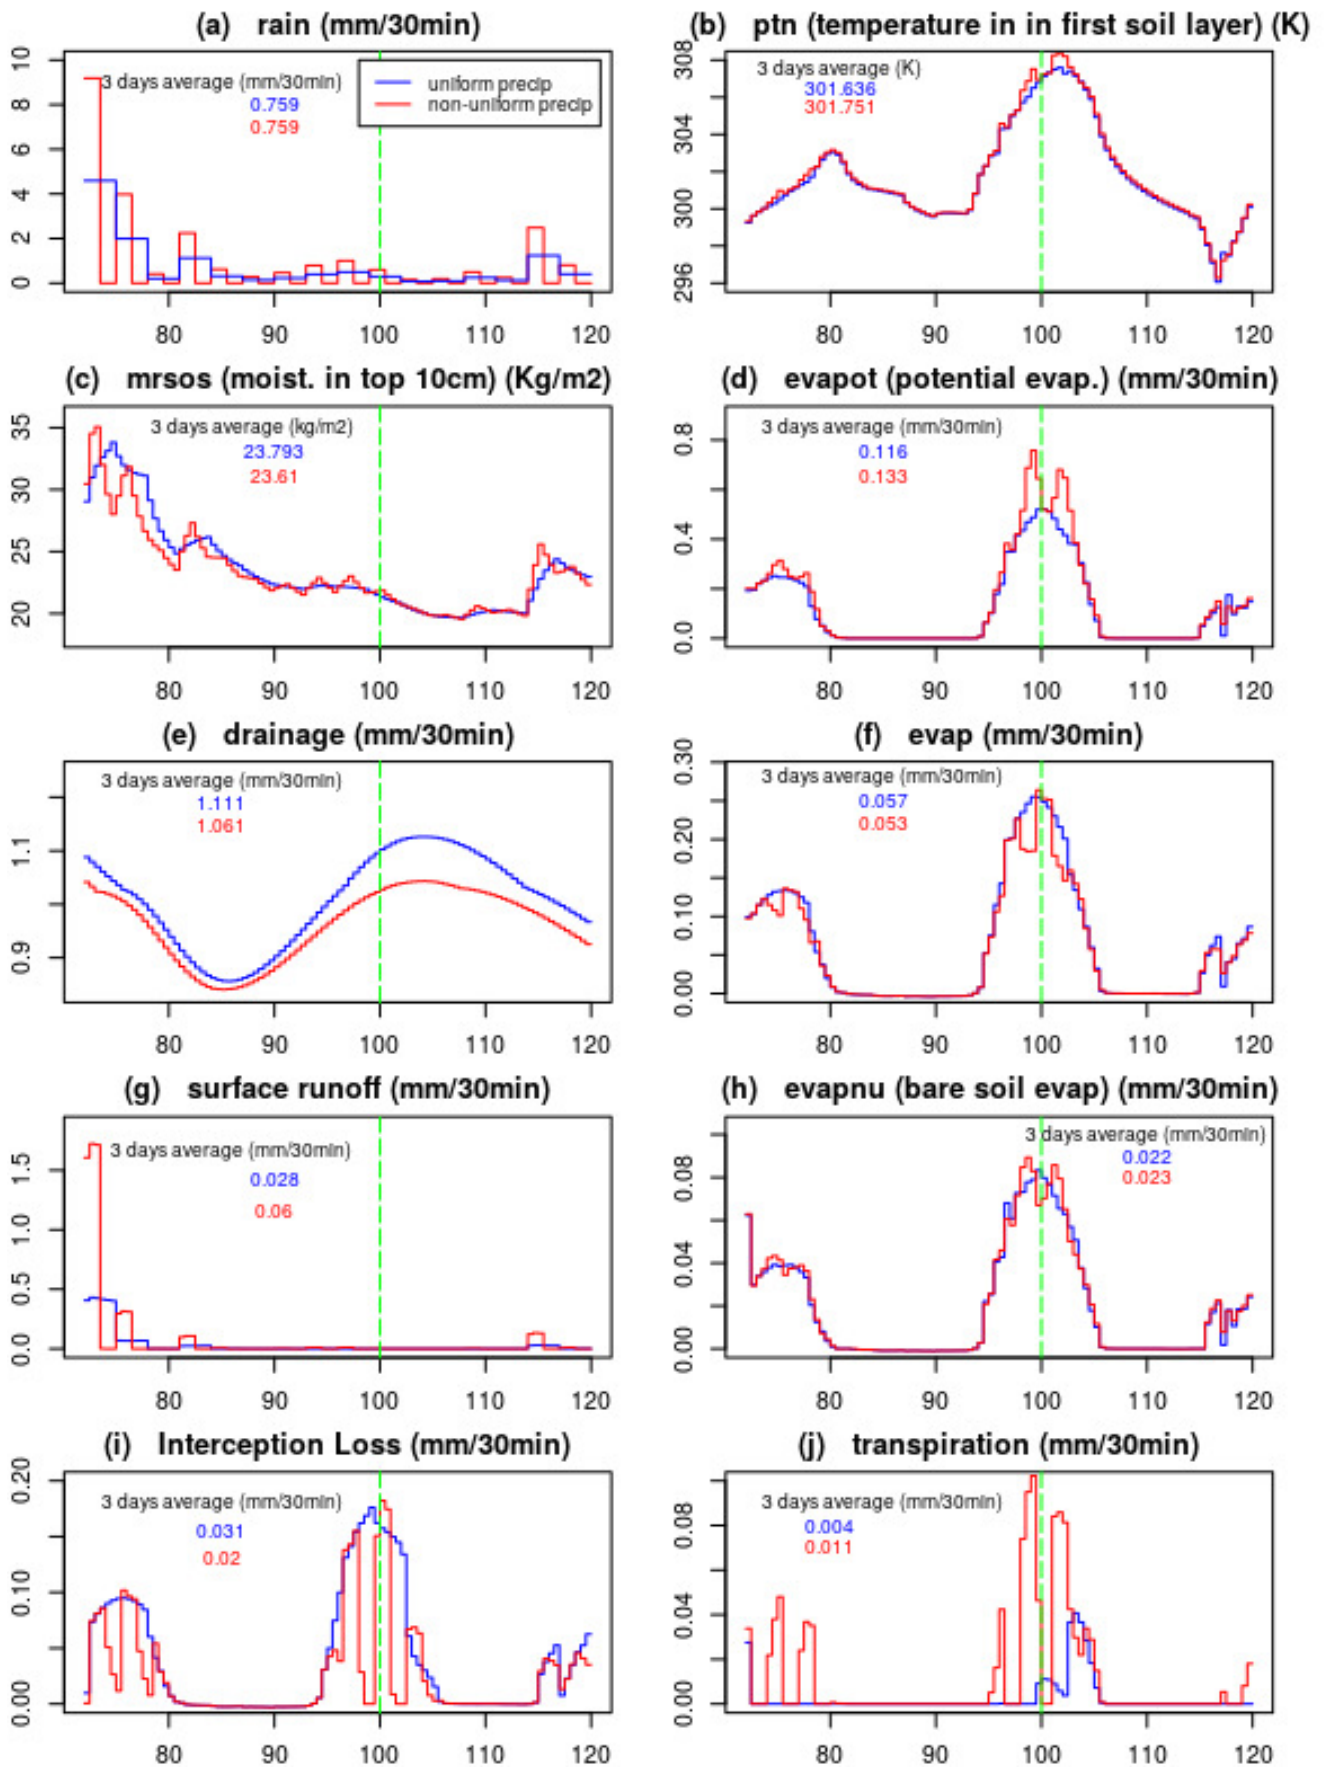 (a) rain (mm/30min)
10
8
6
4
2
0
3 days average (mm/30min)
0.759
0.759
uniform precip
non-uniform precip
80 90 100 110 120
(b) ptn (temperature in in first soil layer) (K)
308
304
300
296
3 days average (K)
301.636
301.751
80 90 100 110 120
(c) mrsos (moist. in top 10cm) (Kg/m2)
35
30
25
20
3 days average (kg/m2)
23.793
23.61
80 90 100 110 120
(d) evapot (potential evap.) (mm/30min)
0.8
0.4
0.0
3 days average (mm/30min)
0.116
0.133
80 90 100 110 120
(e) drainage (mm/30min)
1.1
0.9
3 days average (mm/30min)
1.111
1.061
80 90 100 110 120
(f) evap (mm/30min)
0.30
0.20
0.10
0.00
3 days average (mm/30min)
0.057
0.053
80 90 100 110 120
(g) surface runoff (mm/30min)
1.5
1.0
0.5
0.0
3 days average (mm/30min)
0.028
0.06
80 90 100 110 120
(h) evapnu (bare soil evap) (mm/30min)
0.08
0.04
0.00
3 days average (mm/30min)
0.022
0.023
80 90 100 110 120
(i) Interception Loss (mm/30min)
0.20
0.10
0.00
3 days average (mm/30min)
0.031
0.02
80 90 100 110 120
(j) transpiration (mm/30min)
0.08
0.04
0.00
3 days average (mm/30min)
0.004
0.011
80 90 100 110 120